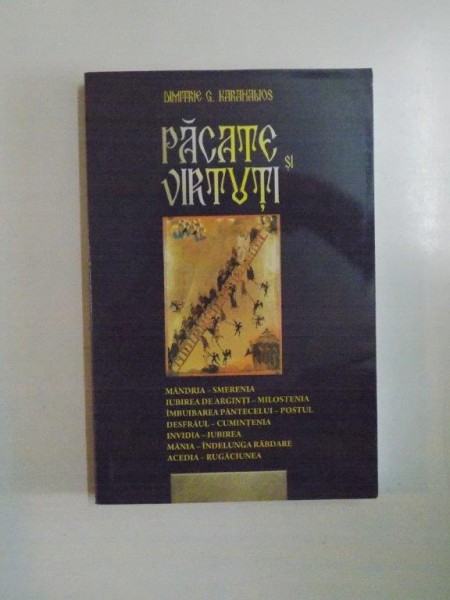 DIMITRIE G. KARAHALIOS
PĂCATE
ȘI
VIRTUȚI
MÂNDRIA – SMERENIA
IUBIREA DE ARGINȚI – MILOSTENIA
ÎMBUIBAREA PÂNTECELUI – POSTUL
DESFRÂUL – CUMINȚENIA
INVIDIA – IUBIREA
MÂNIA – ÎNDELUNGA RĂBDARE
ACEDIA – RUGĂCIUNEA